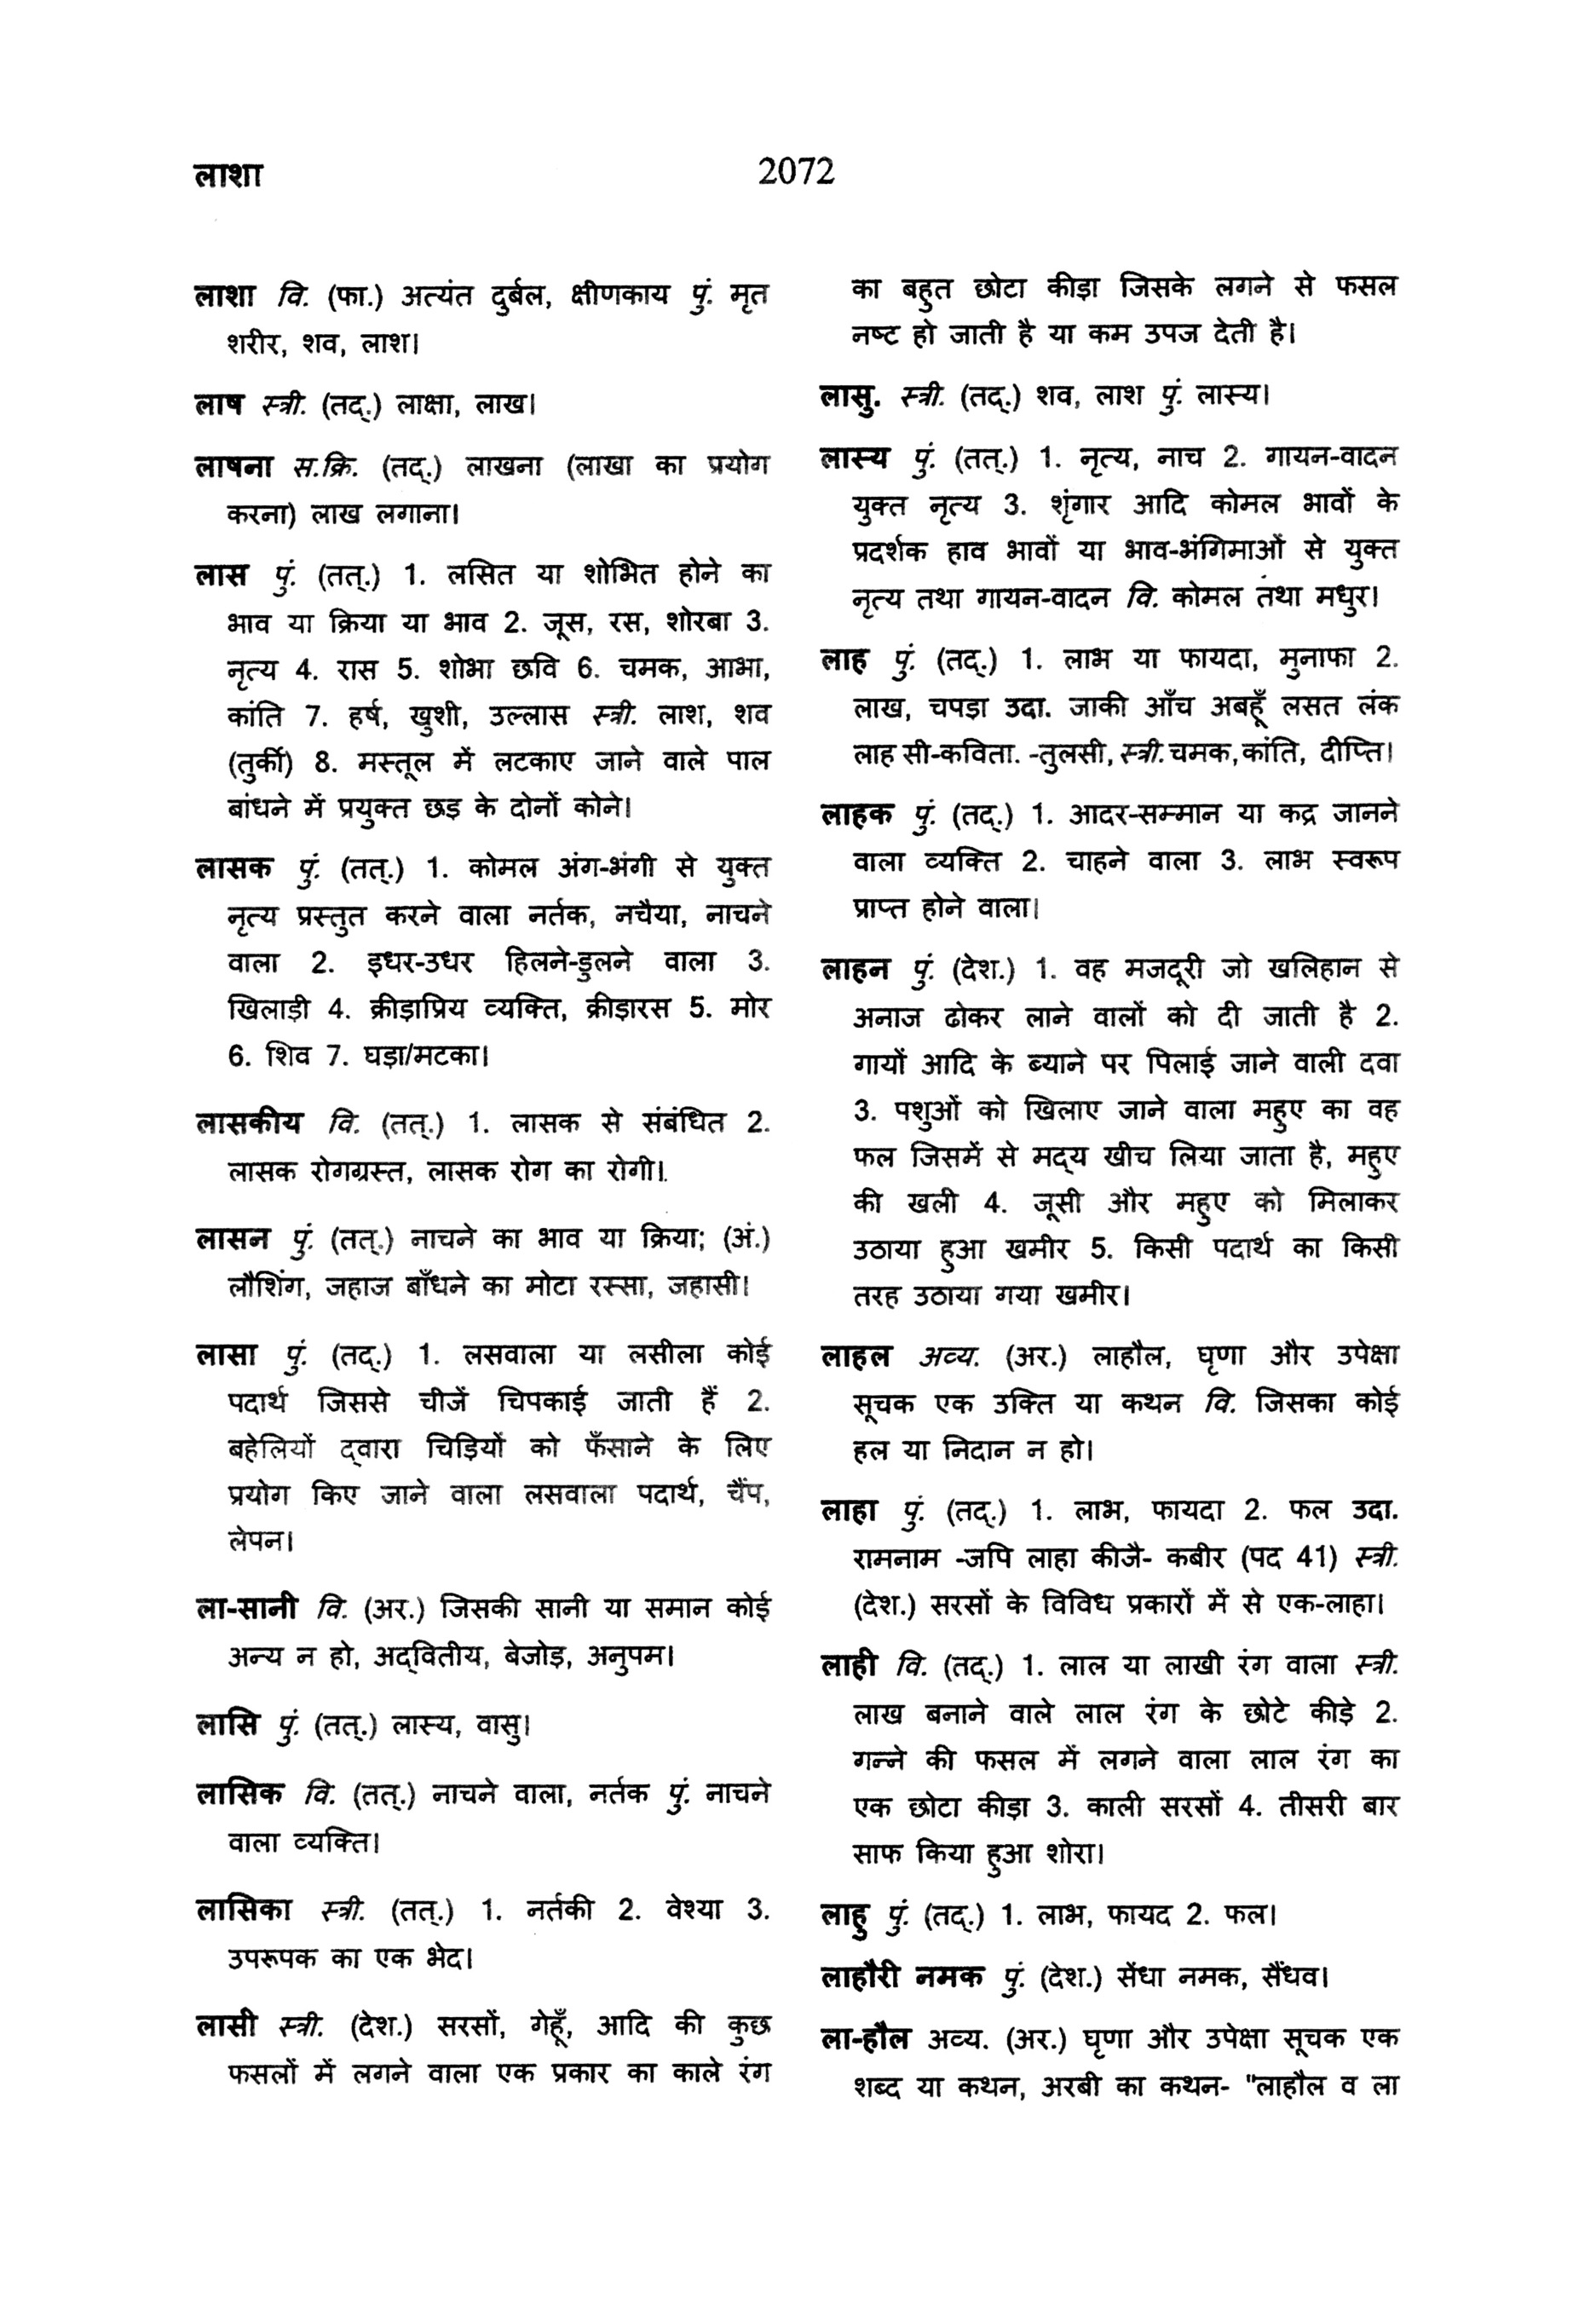 लाशा
2072
लाशा वि. (फा.) अत्यंत दुर्बल, क्षीणकाय पुं. मृत
शरीर, शव, लाश।
लाष स्त्री. (तद्.) लाक्षा, लाख।
लाषना स.क्रि. (तद्.) लाखना (लाखा का प्रयोग
करना) लाख लगाना।
लास पुं. (तत्.) 1. लसित या शोभित होने का
भाव या क्रिया या भाव 2. जूस, रस, शोरबा 3.
नृत्य 4. रास 5. शोभा छवि 6. चमक, आभा,
कांति 7. हर्ष, खुशी, उल्लास स्त्री. लाश, शव
(तुर्की) 8. मस्तूल में लटकाए जाने वाले पाल
बांधने में प्रयुक्त छड़ के दोनों कोने।
लासक पुं. (तत्.) 1. कोमल अंग-भंगी से युक्त
नृत्य प्रस्तुत करने वाला नर्तक, नचैया, नाचने
वाला 2. इधर-उधर हिलने-डुलने वाला 3.
खिलाड़ी 4. क्रीड़ाप्रिय व्यक्ति, क्रीड़ारस 5. मोर
6. शिव 7. घड़ा/मटका।
लासकीय वि. (तत्.) 1. लासक से संबंधित 2.
लासक रोगग्रस्त, लासक रोग का रोगी।
लासन पुं. (तत्.) नाचने का भाव या क्रिया; (अं.)
लौशिंग, जहाज बाँधने का मोटा रस्सा, जहासी।
लासा पुं. (तद्.) 1. लसवाला या लसीला कोई
पदार्थ जिससे चीजें चिपकाई जाती हैं 2.
बहेलियों द्‌वारा चिड़ियों को फँसाने के लिए
प्रयोग किए जाने वाला लसवाला पदार्थ, चैंप,
लेपन।
ला-सानी वि. (अर.) जिसकी सानी या समान कोई
अन्य न हो, अद्‌वितीय, बेजोड़, अनुपम।
लासि पुं. (तत्.) लास्य, वासु।
लासिक वि. (तत्.) नाचने वाला, नर्तक पुं. नाचने
वाला व्यक्ति।
लासिका स्त्री. (तत्.) 1. नर्तकी 2. वेश्या 3.
उपरूपक का एक भेद।
लासी स्त्री. (देश.) सरसों, गेहूँ, आदि की कुछ
फसलों में लगने वाला एक प्रकार का काले रंग
का बहुत छोटा कीड़ा जिसके लगने से फसल
नष्ट हो जाती है या कम उपज देती है।
लासु. स्त्री. (तद्.) शव, लाश पुं. लास्य।
लास्य पुं. (तत्.) 1. नृत्य, नाच 2. गायन-वादन
युक्त नृत्य 3. शृंगार आदि कोमल भावों के
प्रदर्शक हाव भावों या भाव-भंगिमाओं से युक्त
नृत्य तथा गायन-वादन वि. कोमल तथा मधुर।
लाह पुं. (तद्.) 1. लाभ या फायदा, मुनाफा 2.
लाख, चपड़ा उदा. जाकी आँच अबहूँ लसत लंक
लाह सी-कविता. -तुलसी, स्त्री. चमक, कांति, दीप्ति।
लाहक पुं. (तद्.) 1. आदर-सम्मान या कद्र जानने
वाला व्यक्ति 2. चाहने वाला 3. लाभ स्वरूप
प्राप्त होने वाला।
लाहन पुं. (देश.) 1. वह मजदूरी जो खलिहान से
अनाज ढोकर लाने वालों को दी जाती है 2.
गायों आदि के ब्याने पर पिलाई जाने वाली दवा
3. पशुओं को खिलाए जाने वाला महुए का वह
फल जिसमें से मद्‌य खीच लिया जाता है, महुए
की खली 4. जूसी और महुए को मिलाकर
उठाया हुआ खमीर 5. किसी पदार्थ का किसी
तरह उठाया गया खमीर।
लाहल अव्य. (अर.) लाहौल, घृणा और उपेक्षा
सूचक एक उक्ति या कथन वि. जिसका कोई
हल या निदान न हो।
लाहा पुं. (तद्.) 1. लाभ, फायदा 2. फल उदा.
रामनाम -जपि लाहा कीजै- कबीर (पद 41) स्त्री.
(देश.) सरसों के विविध प्रकारों में से एक-लाहा।
लाही वि. (तद्.) 1. लाल या लाखी रंग वाला स्त्री.
लाख बनाने वाले लाल रंग के छोटे कीड़े 2.
गन्ने की फसल में लगने वाला लाल रंग का
एक छोटा कीड़ा 3. काली सरसों 4. तीसरी बार
साफ किया हुआ शोरा।
लाहु पुं. (तद्.) 1. लाभ, फायद 2. फल।
लाहौरी नमक पुं. (देश.) सेंधा नमक, सैंधव।
ला-हौल अव्य. (अर.) घृणा और उपेक्षा सूचक एक
शब्द या कथन, अरबी का कथन- "लाहौल व ला